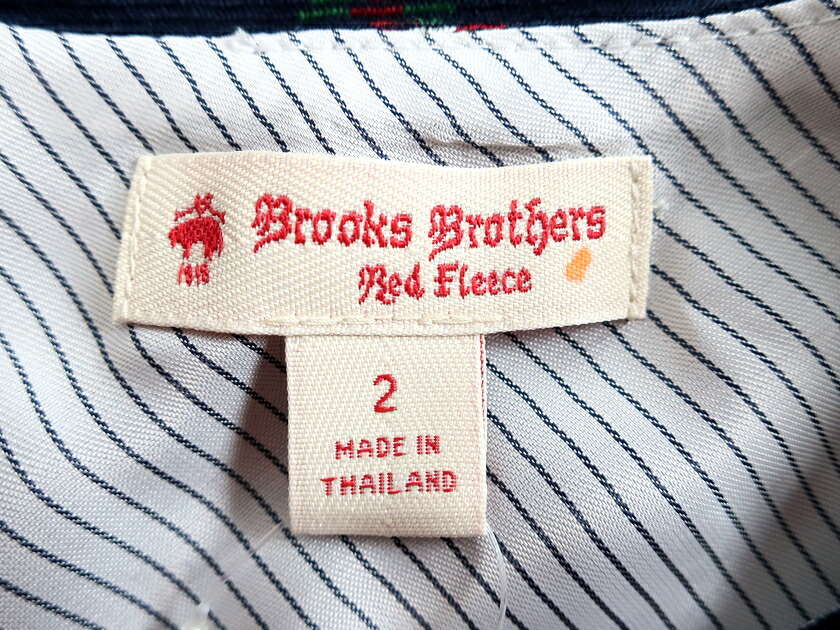 Brooks Brothers
Red Fleece
1818
2
MADE IN
THAILAND